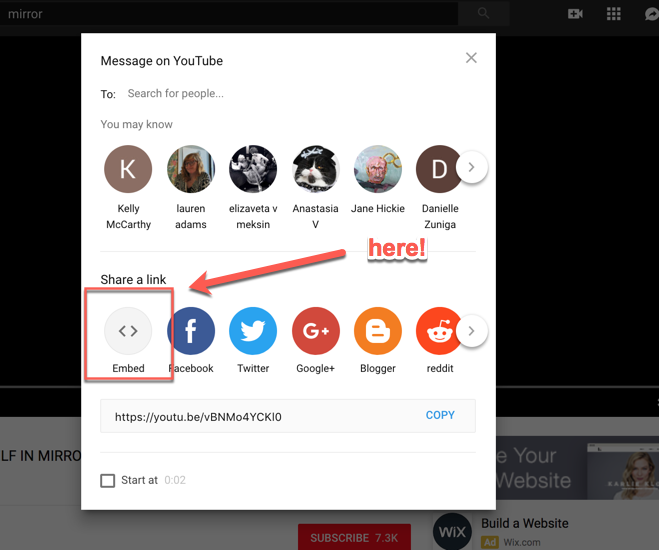 mirror
Message on YouTube
To: Search for people...
You may know
K
D
Kelly McCarthy
lauren adams
elizaveta v meksin
Anastasia V
Jane Hickie
Danielle Zuniga
here!
Share a link
f
G+
Embed
Facebook
Twitter
Google+
Blogger
reddit
https://youtu.be/vBNMo4YCKl0
COPY
Start at 0:02
LF IN MIRRO
SUBSCRIBE 7.3K
e Your
Website
WiX
Build a Website
Ad Wix.com